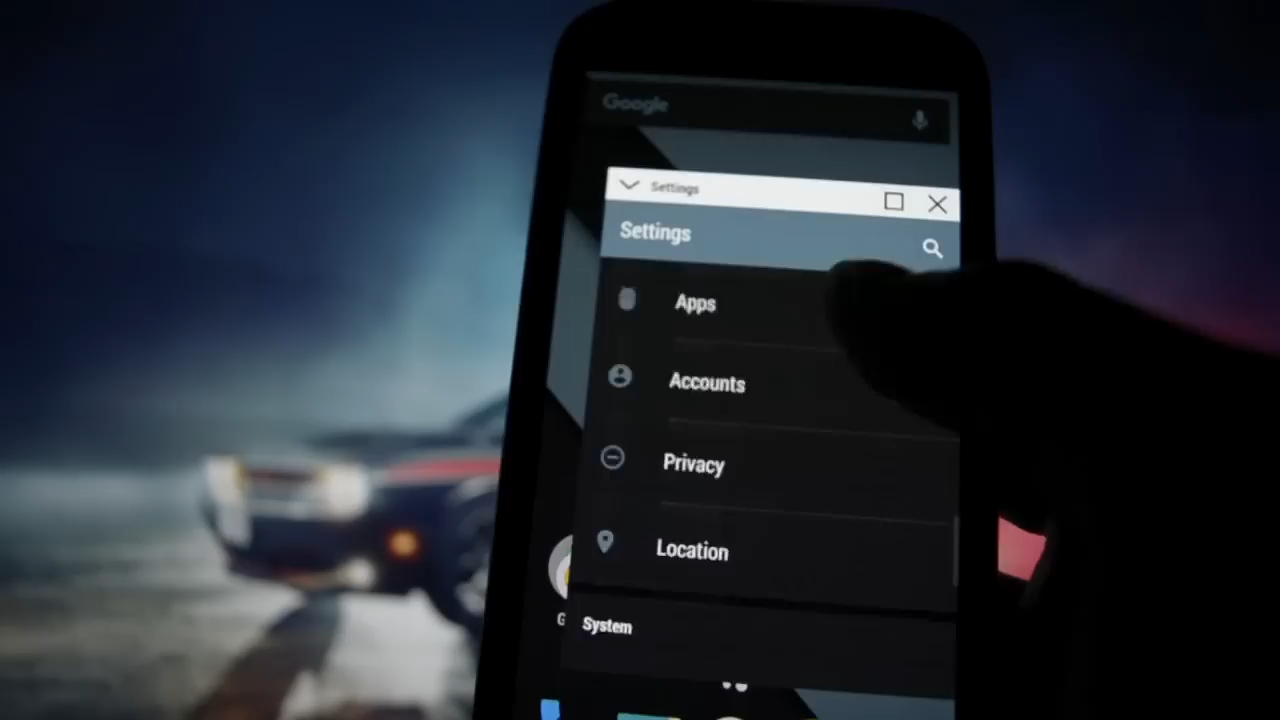 Google
Settings
Settings
Apps
Accounts
Privacy
Location
G
System